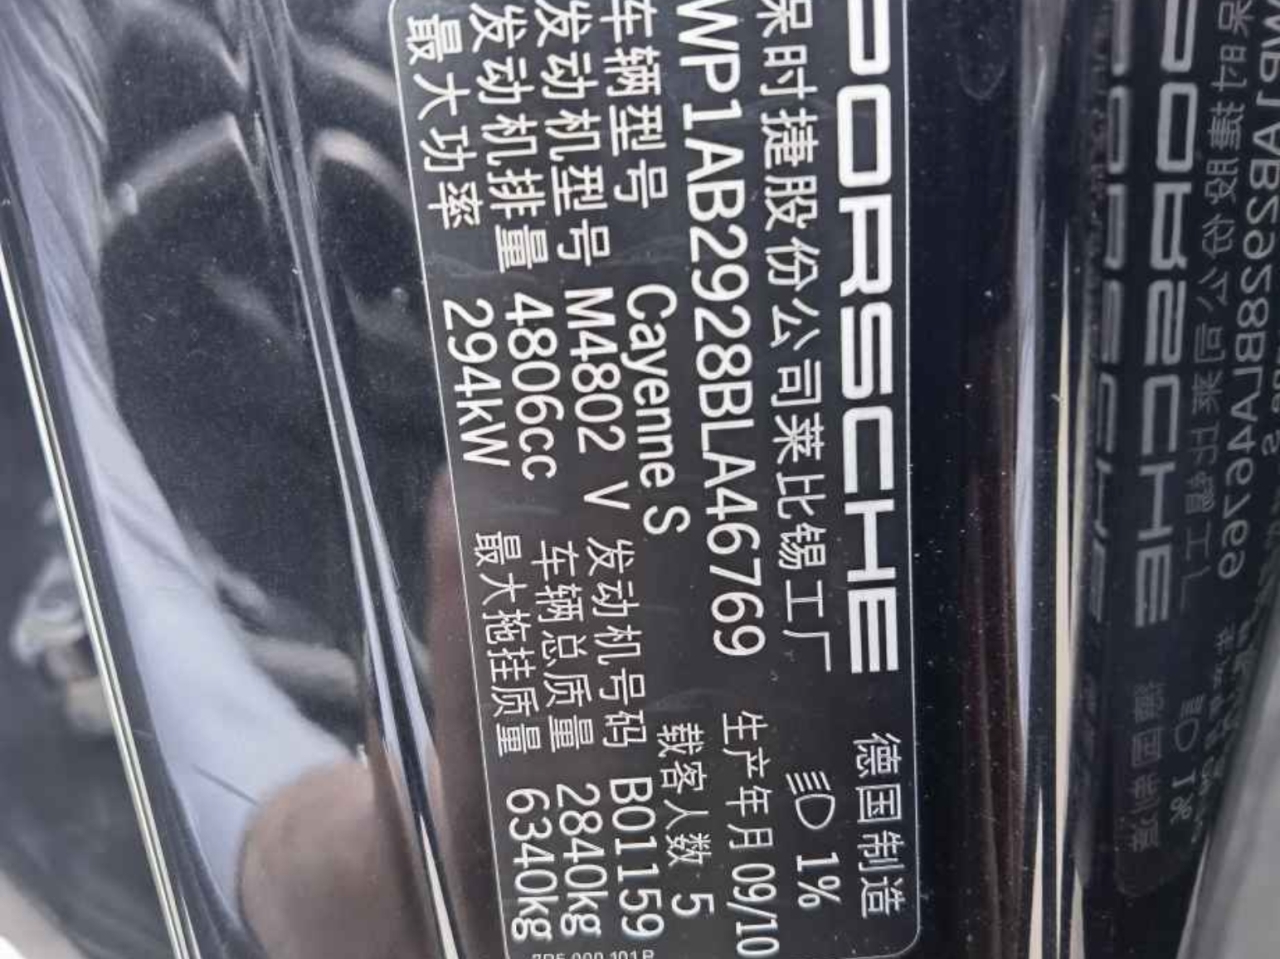 PORSCHE 德国制造
保时捷股份公司莱比锡工厂 1%
WP1AB2928BLA46769 生产年月 09/10
车辆型号 Cayenne S 载客人数 5
发动机型号 M4802 V 发动机号码 B01159
发动机排量 4806cc 车辆总质量 2840kg
最大功率 294kW 最大拖挂质量 6340kg